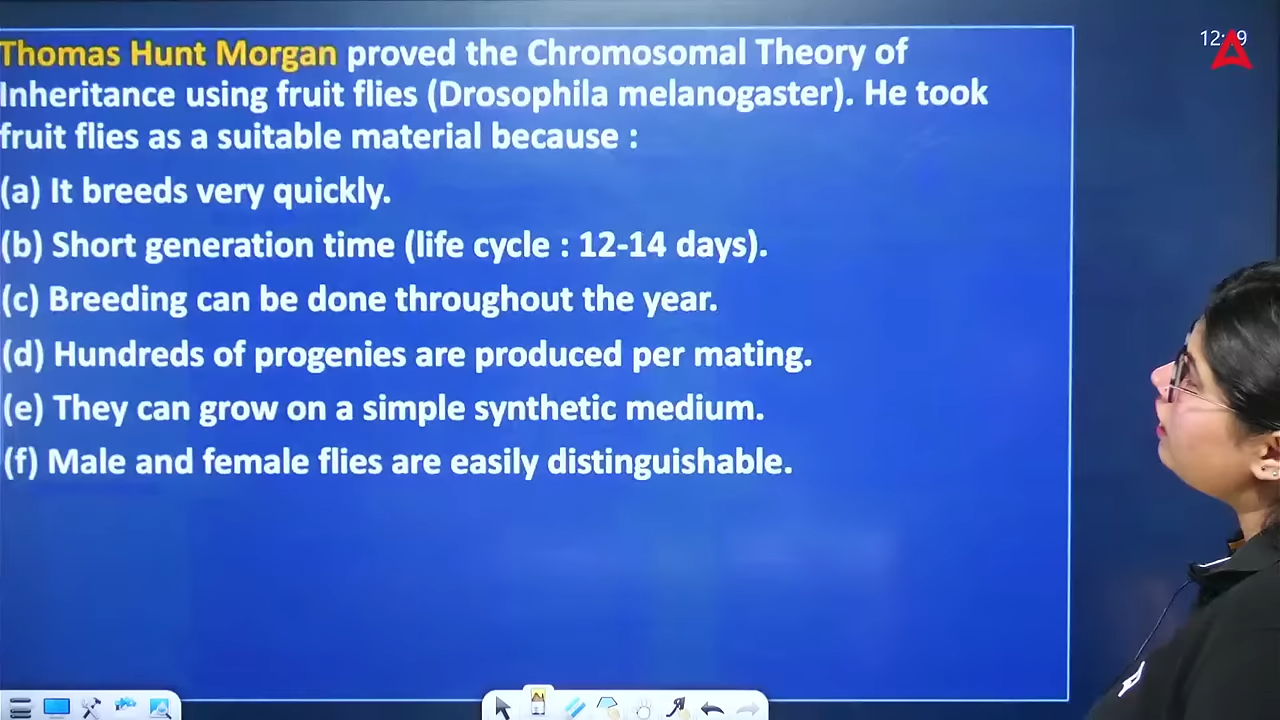 Thomas Hunt Morgan proved the Chromosomal Theory of
Inheritance using fruit flies (Drosophila melanogaster). He took
fruit flies as a suitable material because :
(a) It breeds very quickly.
(b) Short generation time (life cycle : 12-14 days).
(c) Breeding can be done throughout the year.
(d) Hundreds of progenies are produced per mating.
(e) They can grow on a simple synthetic medium.
(f) Male and female flies are easily distinguishable.